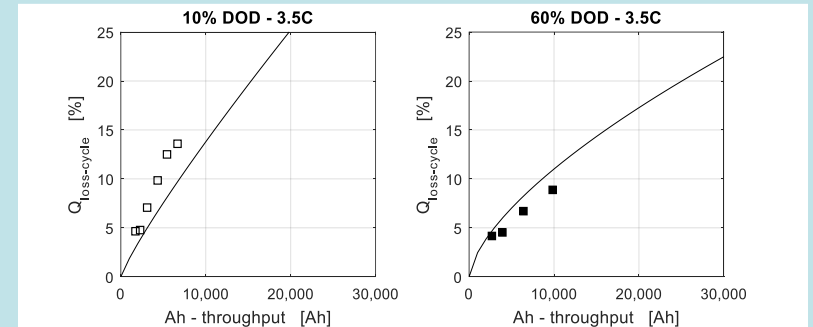 10% DOD - 3.5C
25
20
15
10
5
0
Qloss-cycle [%]
0 10,000 20,000 30,000
Ah - throughput [Ah]
60% DOD - 3.5C
25
20
15
10
5
0
Qloss-cycle [%]
0 10,000 20,000 30,000
Ah - throughput [Ah]